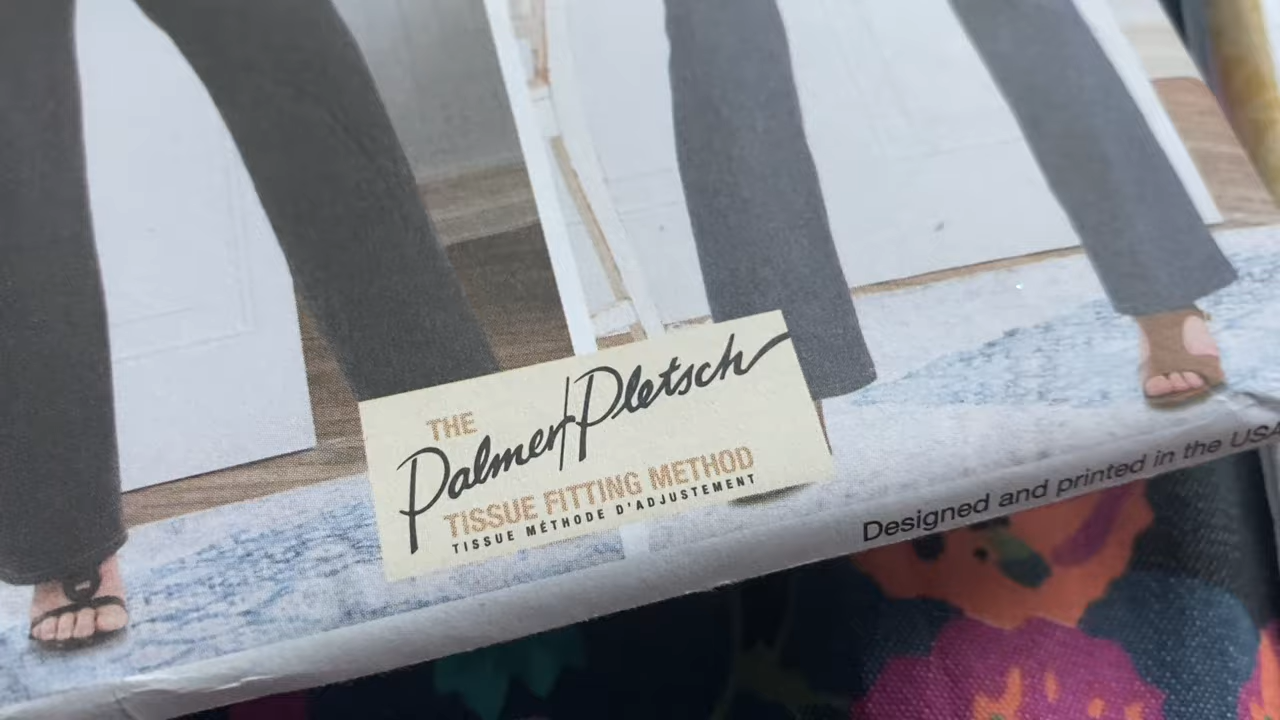 THE
Palmer/Pletsch
TISSUE FITTING METHOD
TISSUE MÉTHODE D'ADJUSTEMENT
Designed and printed in the USA